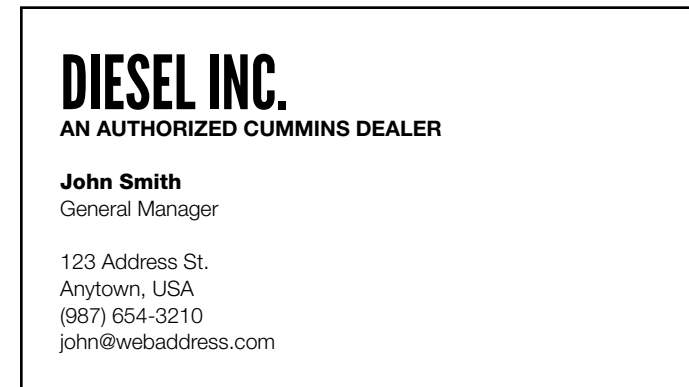 DIESEL INC.
AN AUTHORIZED CUMMINS DEALER
John Smith
General Manager
123 Address St.
Anytown, USA
(987) 654-3210
john@webaddress.com